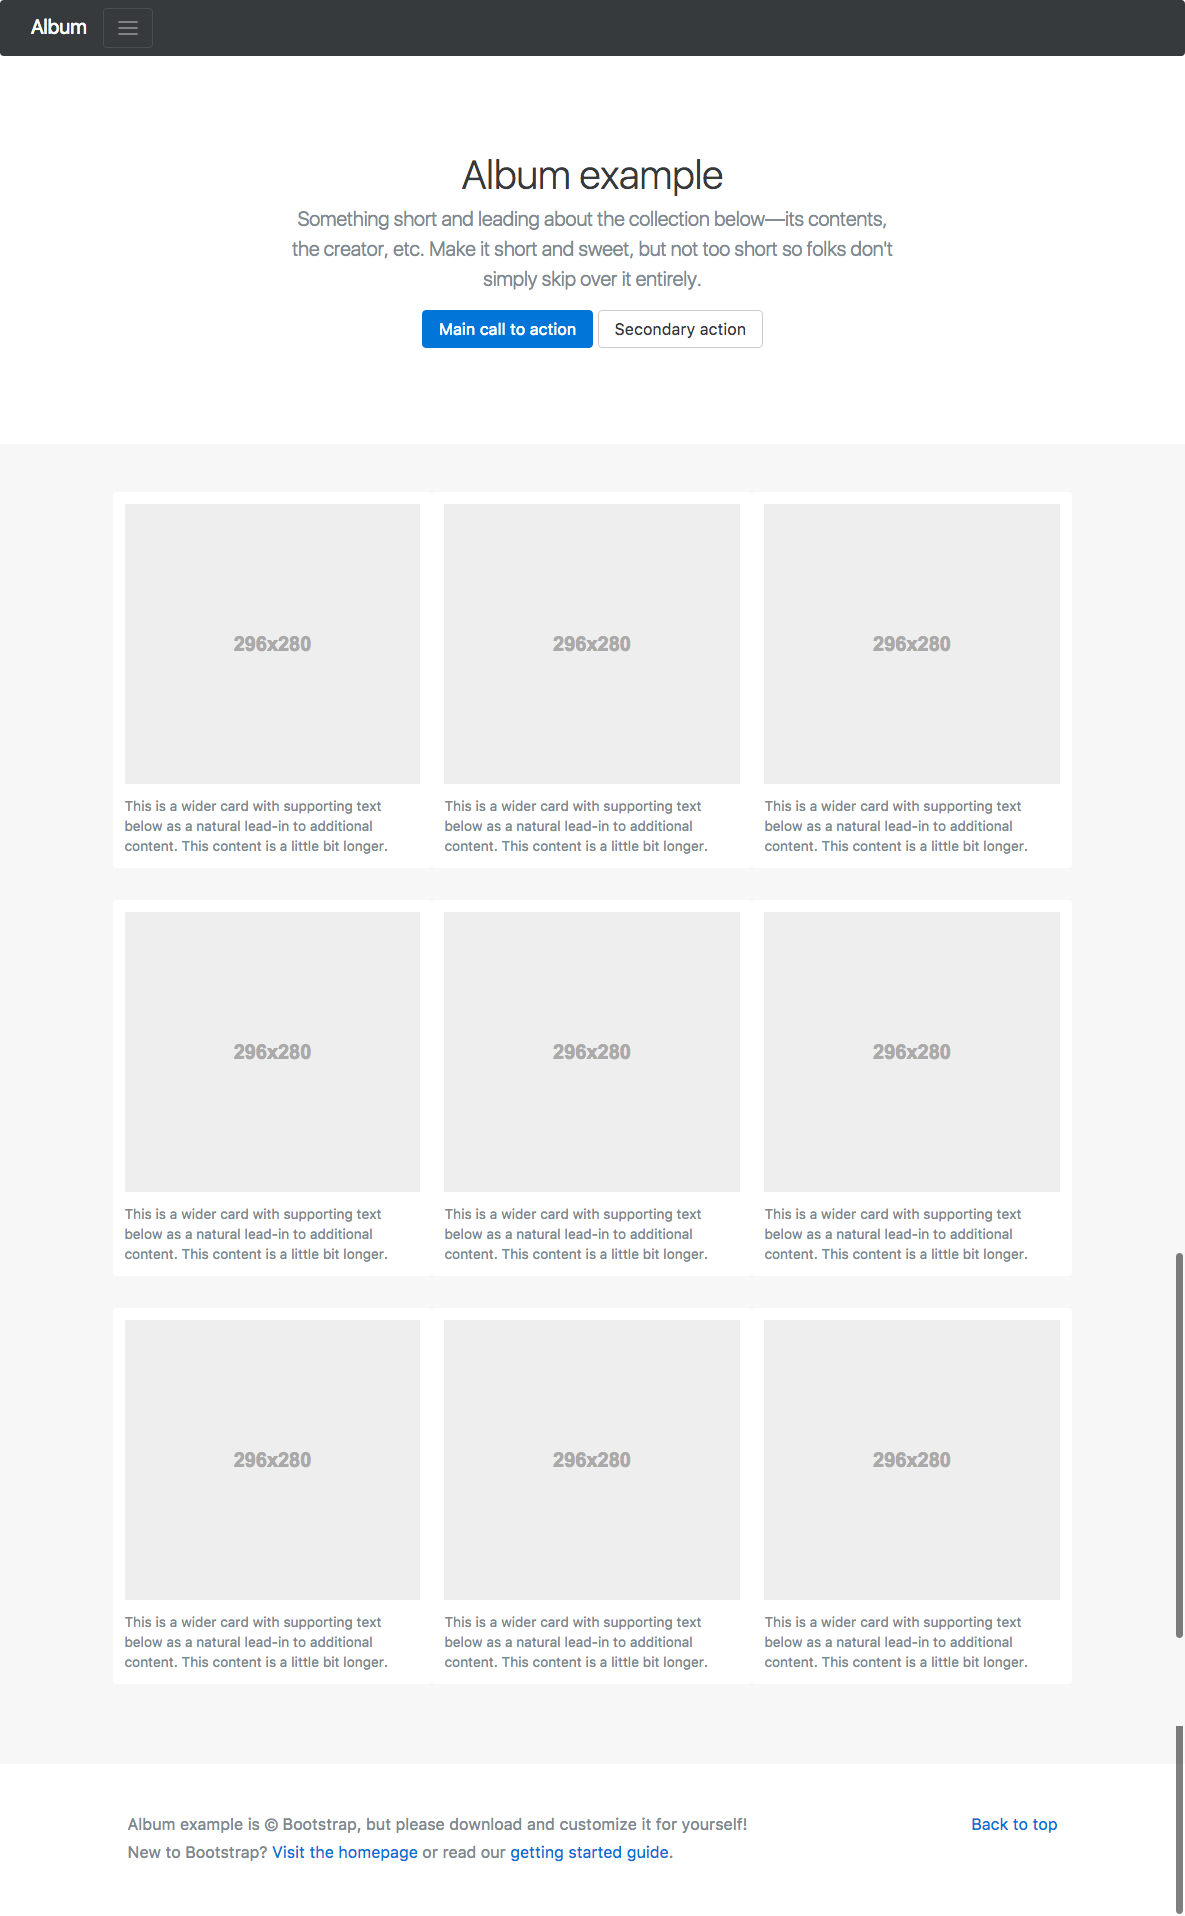 Album
Album example
Something short and leading about the collection below—its contents,
the creator, etc. Make it short and sweet, but not too short so folks don't
simply skip over it entirely.
Main call to action Secondary action
296x280 296x280 296x280
This is a wider card with supporting text
below as a natural lead-in to additional
content. This content is a little bit longer.
This is a wider card with supporting text
below as a natural lead-in to additional
content. This content is a little bit longer.
This is a wider card with supporting text
below as a natural lead-in to additional
content. This content is a little bit longer.
296x280 296x280 296x280
This is a wider card with supporting text
below as a natural lead-in to additional
content. This content is a little bit longer.
This is a wider card with supporting text
below as a natural lead-in to additional
content. This content is a little bit longer.
This is a wider card with supporting text
below as a natural lead-in to additional
content. This content is a little bit longer.
296x280 296x280 296x280
This is a wider card with supporting text
below as a natural lead-in to additional
content. This content is a little bit longer.
This is a wider card with supporting text
below as a natural lead-in to additional
content. This content is a little bit longer.
This is a wider card with supporting text
below as a natural lead-in to additional
content. This content is a little bit longer.
Album example is © Bootstrap, but please download and customize it for yourself!
Back to top
New to Bootstrap? Visit the homepage or read our getting started guide.